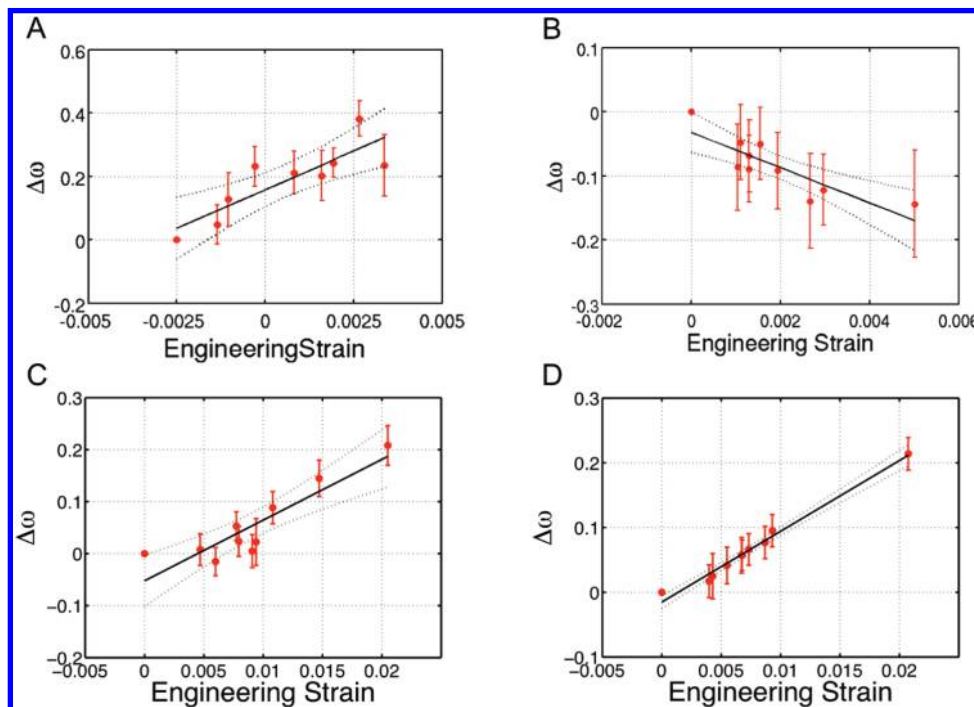 A
0.6
0.4
0.2
0
-0.2
Δω
-0.005 -0.0025 0 0.0025 0.005
EngineeringStrain
B
0.1
0
-0.1
-0.2
-0.3
Δω
-0.002 0 0.002 0.004 0.006
Engineering Strain
C
0.3
0.2
0.1
0
−0.1
−0.2
Δω
−0.005 0 0.005 0.01 0.015 0.02
Engineering Strain
D
0.3
0.2
0.1
0
−0.1
Δω
−0.005 0 0.005 0.01 0.015 0.02
Engineering Strain